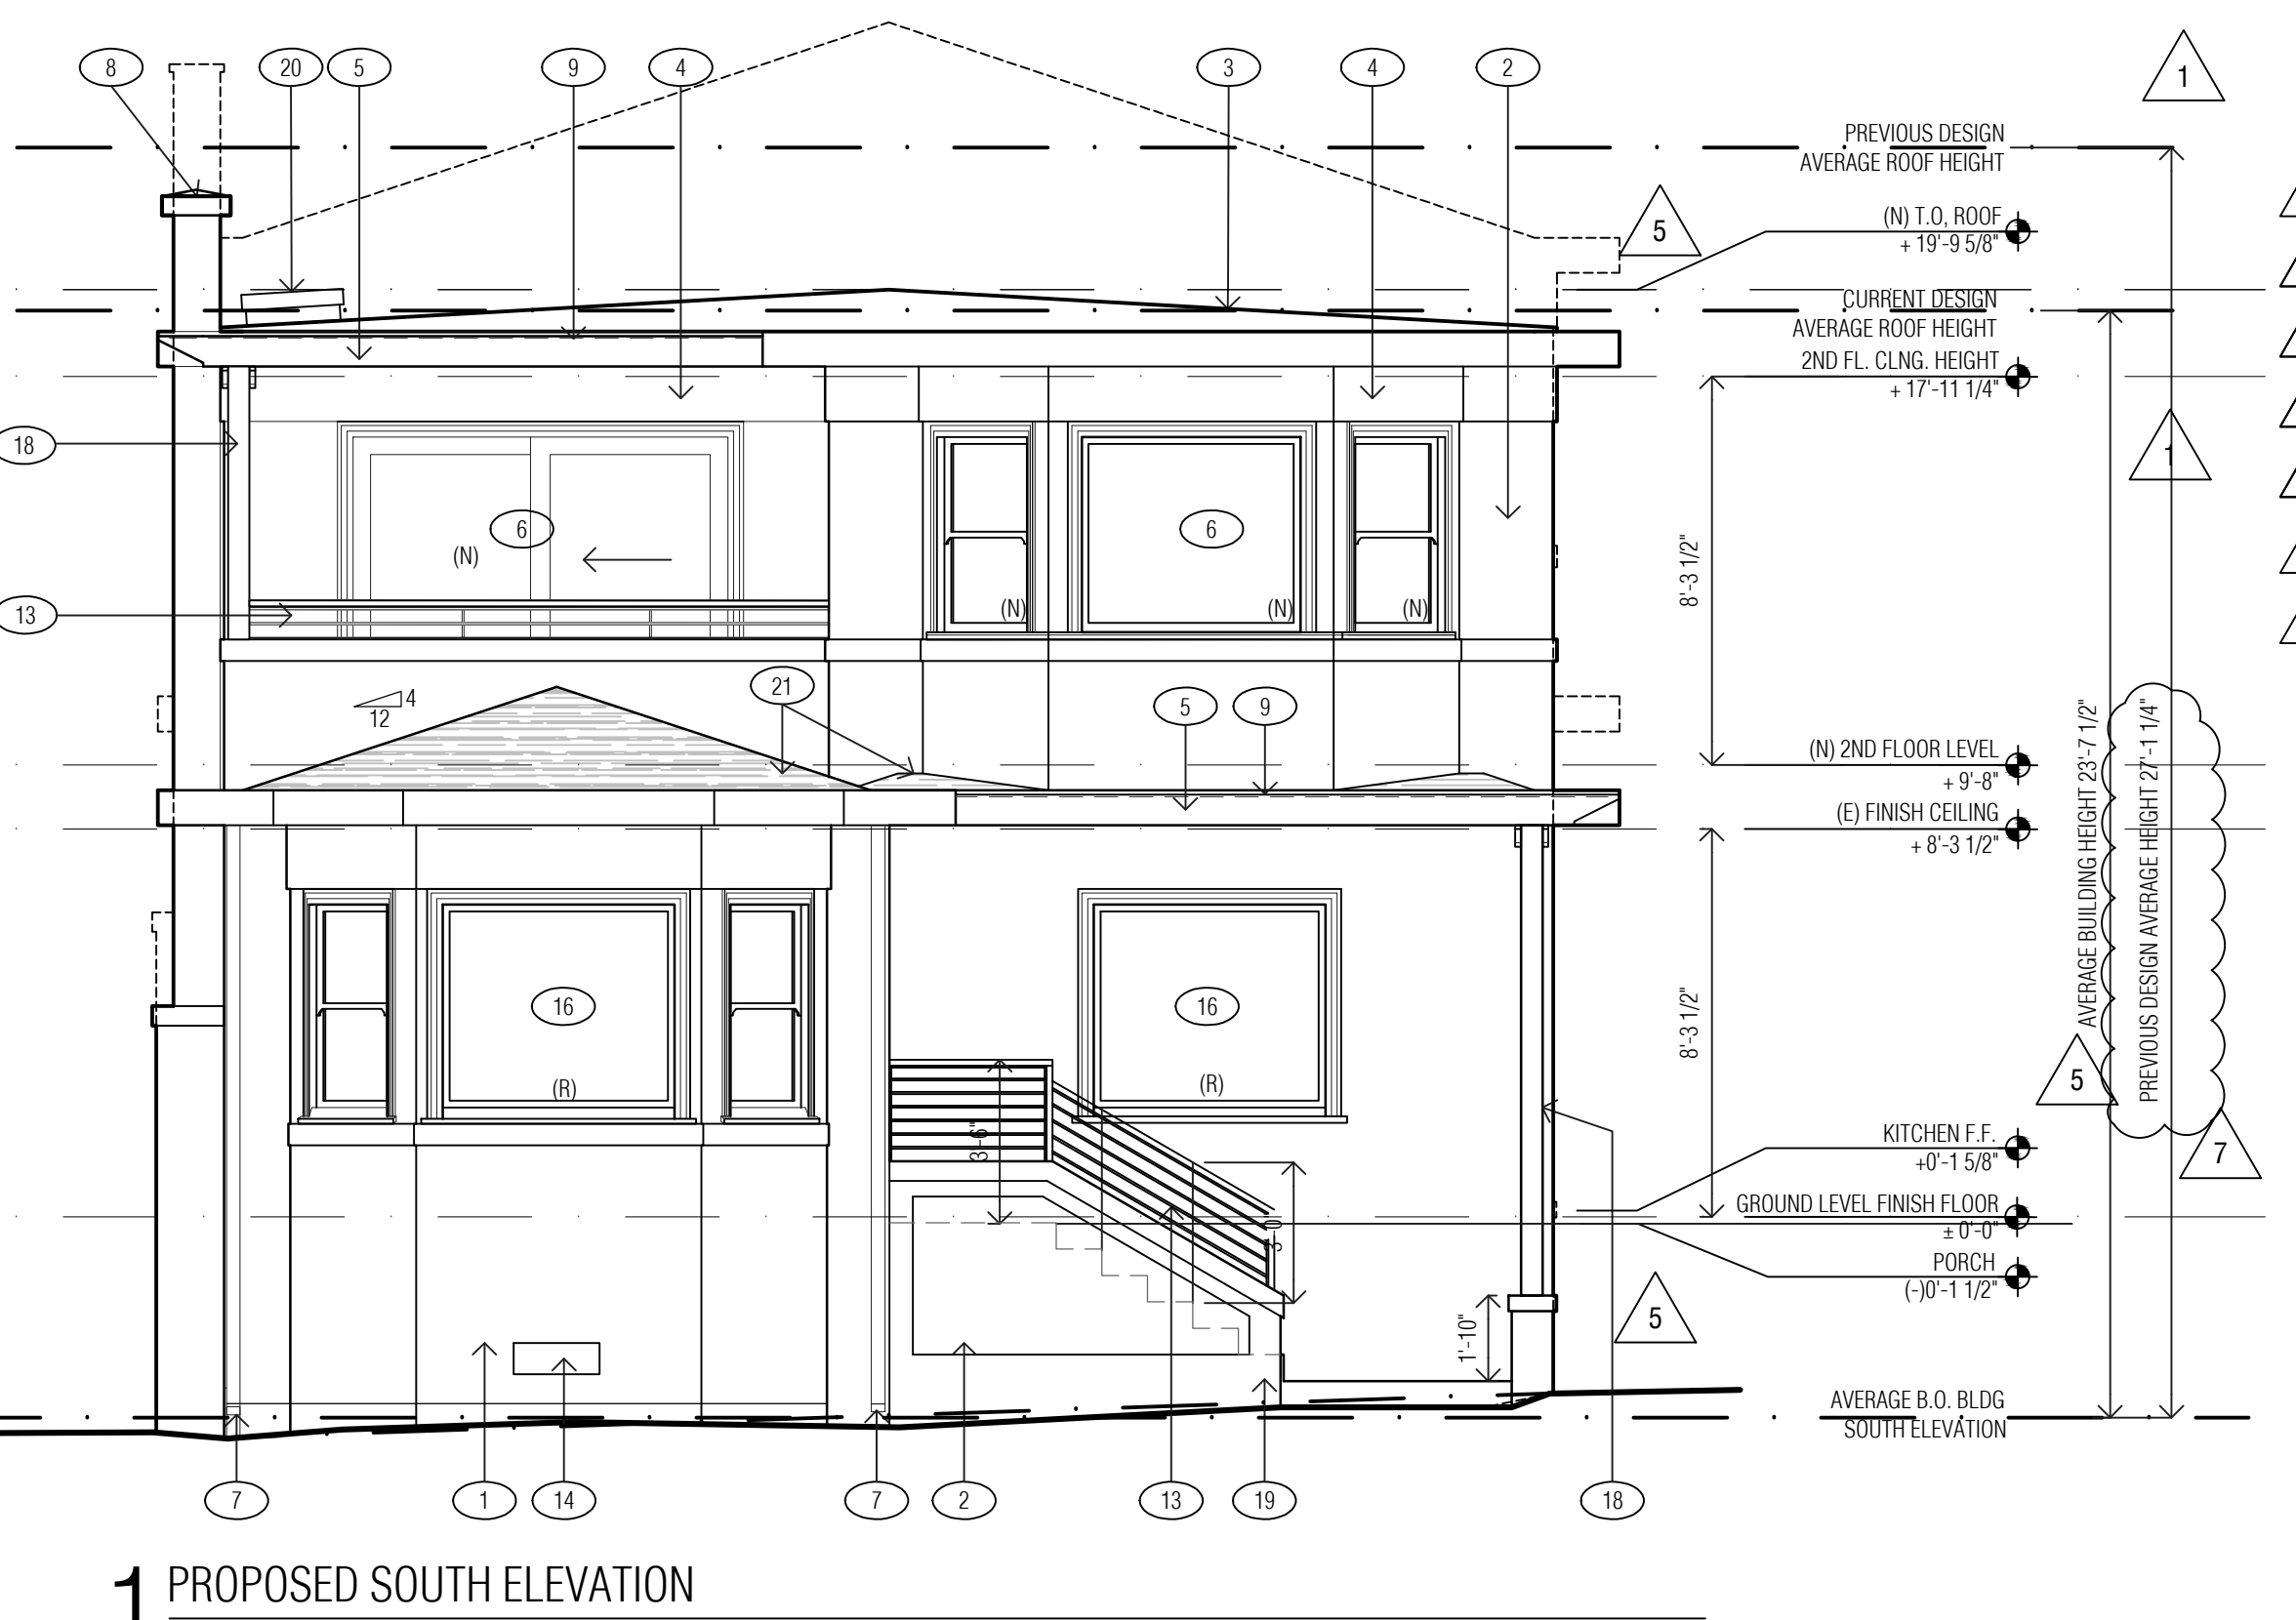 8
20
5
9
4
3
4
2
1
PREVIOUS DESIGN
AVERAGE ROOF HEIGHT
5
(N) T.O, ROOF
+ 19'-9 5/8"
CURRENT DESIGN
AVERAGE ROOF HEIGHT
2ND FL. CLNG. HEIGHT
+ 17'-11 1/4"
18
1
6
(N)
6
8'-3 1/2"
13
(N)
(N)
(N)
4
12
21
5
9
(N) 2ND FLOOR LEVEL
+ 9'-8"
(E) FINISH CEILING
+ 8'-3 1/2"
AVERAGE BUILDING HEIGHT 23'-7 1/2"
PREVIOUS DESIGN AVERAGE HEIGHT 27'-1 1/4"
16
16
8'-3 1/2"
(R)
(R)
5
3'-6"
KITCHEN F.F.
+0'-1 5/8"
7
GROUND LEVEL FINISH FLOOR
± 0'-0"
3'-0"
PORCH
(-)0'-1 1/2"
5
1'-10"
AVERAGE B.O. BLDG
SOUTH ELEVATION
7
1
14
7
2
13
19
18
1 PROPOSED SOUTH ELEVATION